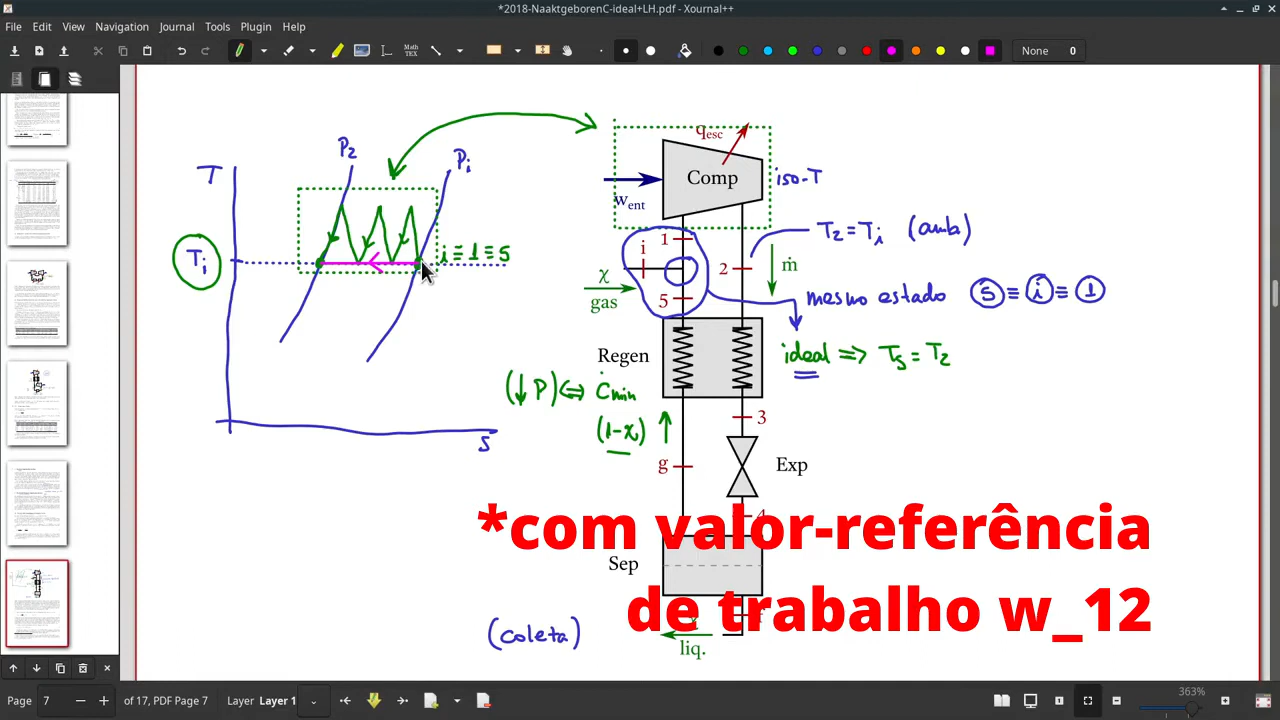 *2018-NaaktgeborenC-ideal+LH.pdf - Xournal++
File Edit View Navigation Journal Tools Plugin Help
None 0
P₂
Pᵢ
T
Tᵢ
i ≡ 1 ≡ 5
s
q_esc
Comp
iso-T
w_ent
T₂ = Tᵢ (amb)
i
1
2
ṁ
χ
gas
5
mesmo estado 5 ≡ i ≡ 1
Regen
ideal => T₅ = T₂
(↓ P) <=> Ċmin
(1-x)
3
g
Exp
4
*com valor-referência
Sep
de trabalho w_12
(coleta)
liq.
Page 7 of 17, PDF Page 7 Layer Layer 1
363%